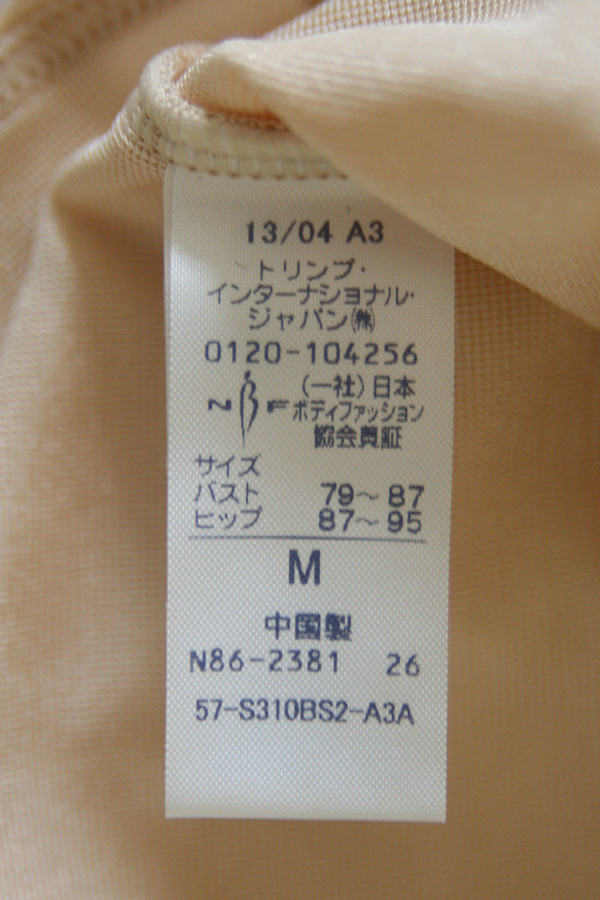 13/04 A3
トリンプ・
インターナショナル・
ジャパン㈱
0120-104256
(一社)日本
NBF ボディファッション
協会員証
サイズ
バスト 79～87
ヒップ 87～95
M
中国製
N86-2381 26
57-S310BS2-A3A